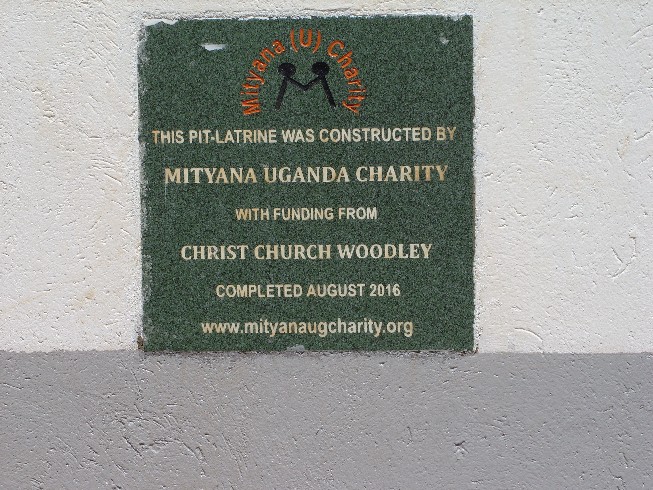 Mityana (U) Charity
THIS PIT-LATRINE WAS CONSTRUCTED BY
MITYANA UGANDA CHARITY
WITH FUNDING FROM
CHRIST CHURCH WOODLEY
COMPLETED AUGUST 2016
www.mityanaugcharity.org